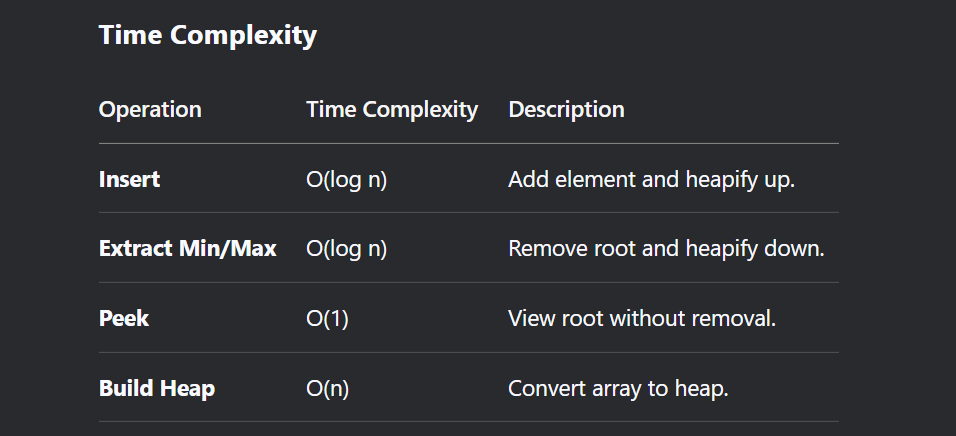 Time Complexity
Operation Time Complexity Description
Insert O(log n) Add element and heapify up.
Extract Min/Max O(log n) Remove root and heapify down.
Peek O(1) View root without removal.
Build Heap O(n) Convert array to heap.